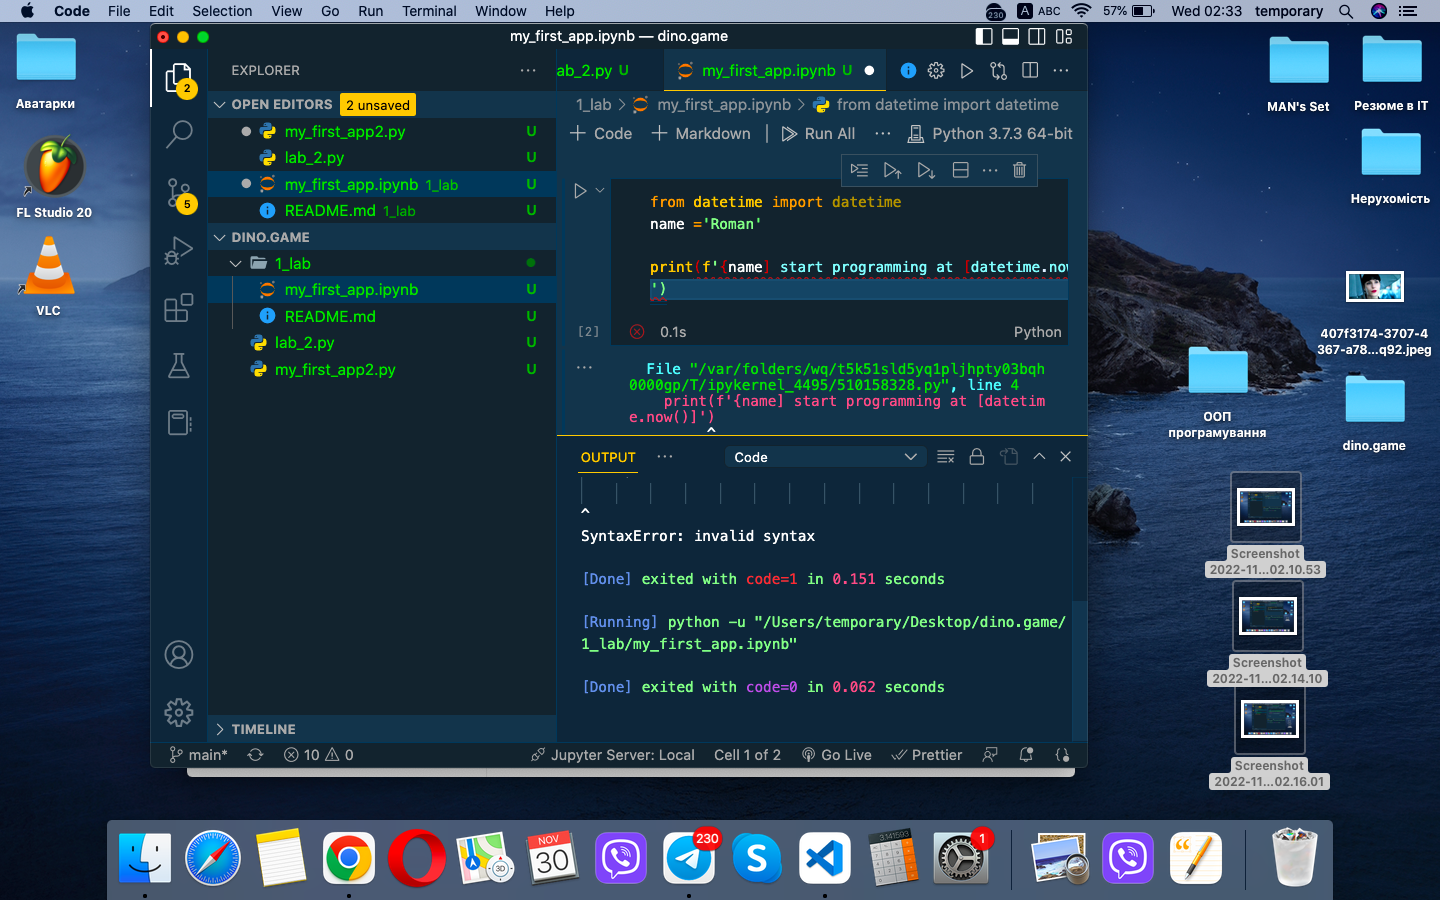 Code File Edit Selection View Go Run Terminal Window Help 230 A ABC 57% Wed 02:33 temporary
my_first_app.ipynb — dino.game
Аватарки
FL Studio 20
VLC
EXPLORER
OPEN EDITORS 2 unsaved
my_first_app2.py U
lab_2.py U
my_first_app.ipynb 1_lab U
README.md 1_lab U
DINO.GAME
1_lab
my_first_app.ipynb U
README.md U
lab_2.py U
my_first_app2.py U
TIMELINE
2
5
ab_2.py U my_first_app.ipynb U
1_lab > my_first_app.ipynb > from datetime import datetime
+ Code + Markdown Run All ··· Python 3.7.3 64-bit
from datetime import datetime
name ='Roman'
print(f'{name] start programming at [datetime.now
')
[2] 0.1s Python
File "/var/folders/wq/t5k51sld5yq1pljhpty03bqh
0000gp/T/ipykernel_4495/510158328.py", line 4
print(f'{name] start programming at [datetim
e.now()]')
^
OUTPUT ··· Code
^
SyntaxError: invalid syntax
[Done] exited with code=1 in 0.151 seconds
[Running] python -u "/Users/temporary/Desktop/dino.game/
1_lab/my_first_app.ipynb"
[Done] exited with code=0 in 0.062 seconds
main* 10 0 Jupyter Server: Local Cell 1 of 2 Go Live Prettier
MAN's Set
Резюме в IT
Нерухомість
407f3174-3707-4
367-a78...q92.jpeg
ООП
програмування
dino.game
Screenshot
2022-11...02.10.53
Screenshot
2022-11...02.14.10
Screenshot
2022-11...02.16.01
3D
NOV
30
230
S
3141593
1